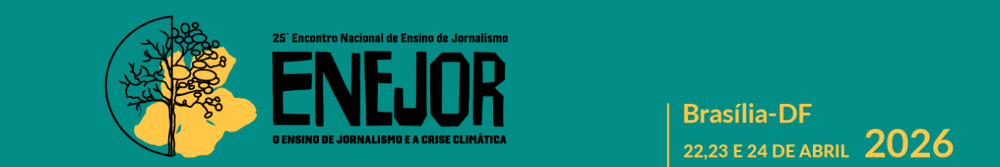 25° Encontro Nacional de Ensino de Jornalismo
ENEJOR
O ENSINO DE JORNALISMO E A CRISE CLIMÁTICA
Brasília-DF
22,23 E 24 DE ABRIL 2026